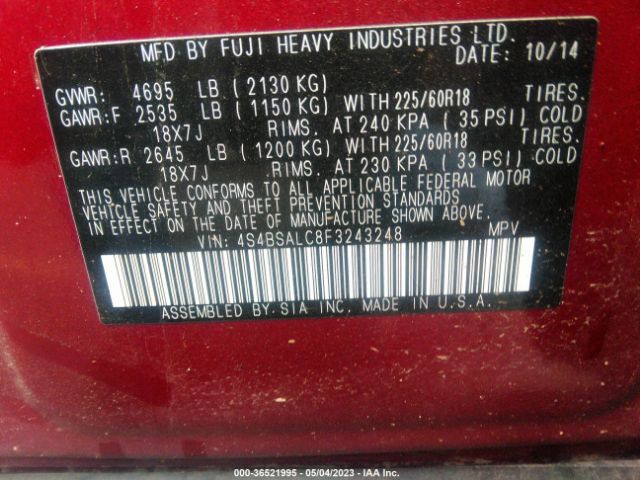 MFD BY FUJI HEAVY INDUSTRIES LTD.
DATE: 10/14
GVWR: 4695 LB ( 2130 KG)
GAWR:F 2535 LB ( 1150 KG) WITH 225/60R18 TIRES.
18X7J RIMS. AT 240 KPA ( 35 PSI) COLD
GAWR:R 2645 LB ( 1200 KG) WITH 225/60R18 TIRES.
18X7J RIMS. AT 230 KPA ( 33 PSI) COLD
THIS VEHICLE CONFORMS TO ALL APPLICABLE FEDERAL MOTOR
VEHICLE SAFETY AND THEFT PREVENTION STANDARDS
IN EFFECT ON THE DATE OF MANUFACTURE SHOWN ABOVE.
VIN: 4S4BSALC8F3243248 MPV
ASSEMBLED BY SIA INC. MADE IN U.S.A.
000-36521995 - 05/04/2023 - IAA Inc.